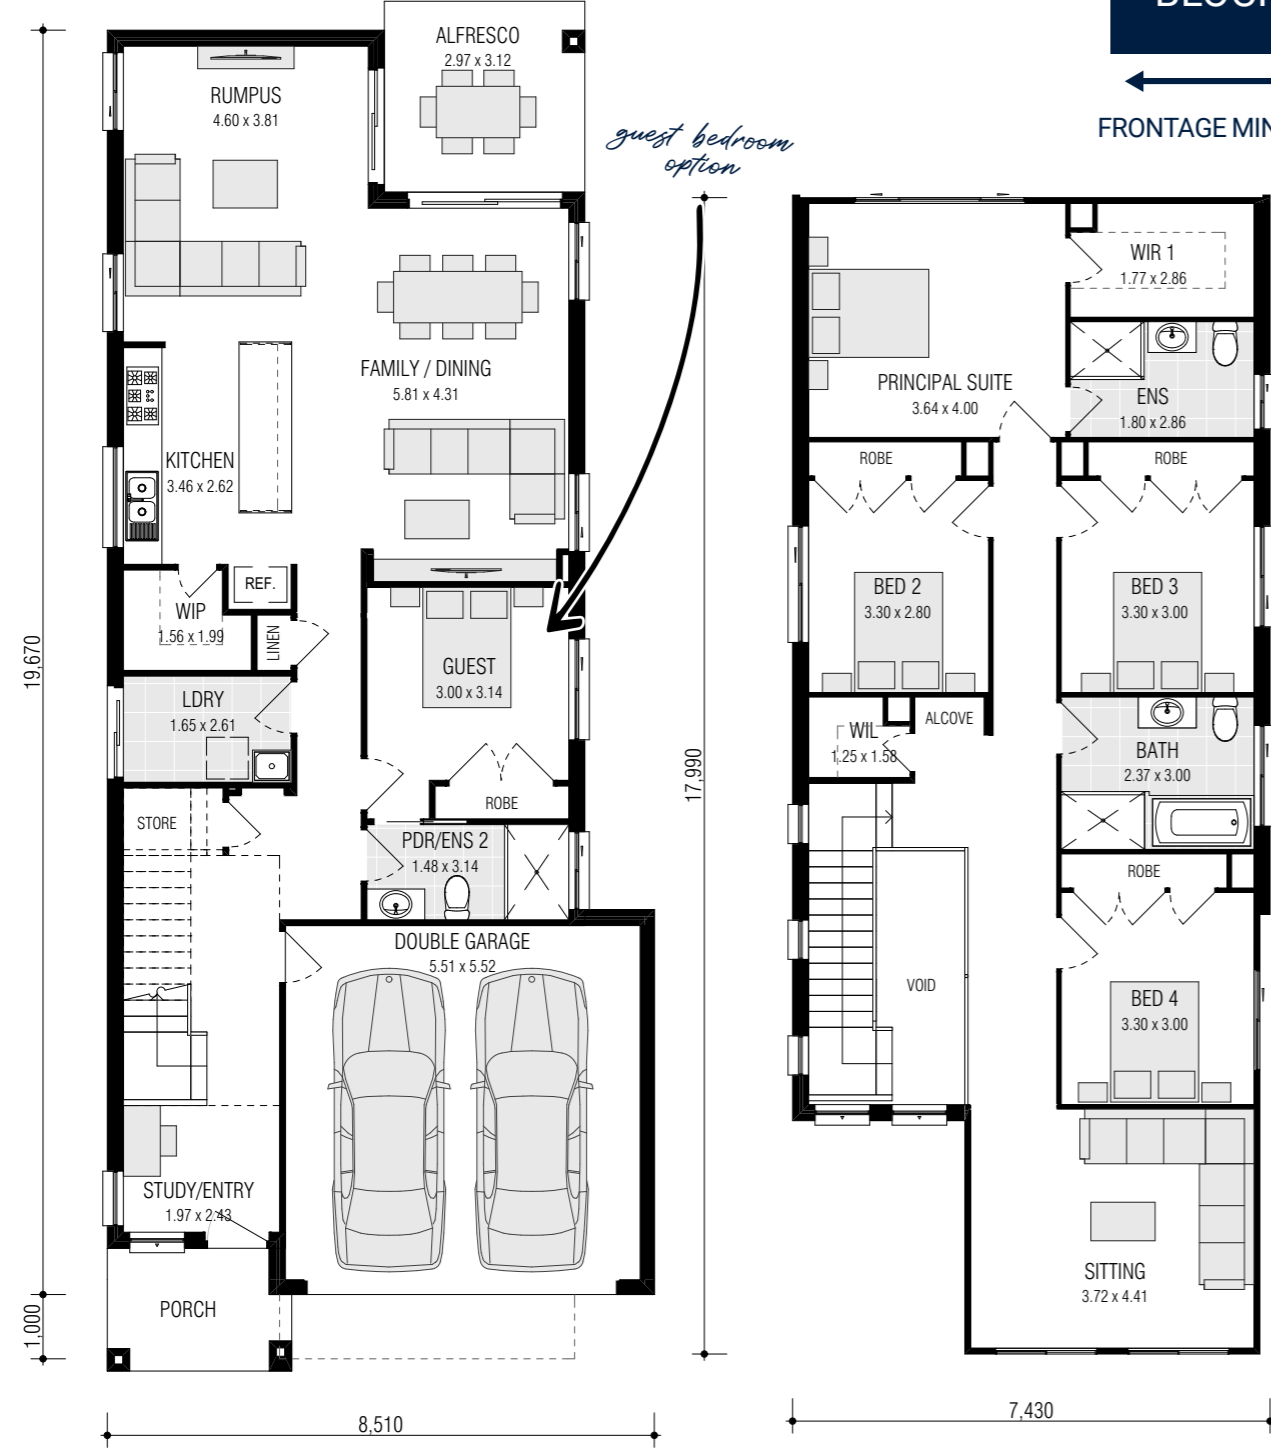 ALFRESCO
2.97 x 3.12
RUMPUS
4.60 x 3.81
guest bedroom
option
FRONTAGE MIN
FAMILY / DINING
5.81 x 4.31
KITCHEN
3.46 x 2.62
REF.
WIP
1.56 x 1.99
LINEN
GUEST
3.00 x 3.14
LDRY
1.65 x 2.61
ROBE
STORE
PDR/ENS 2
1.48 x 3.14
DOUBLE GARAGE
5.51 x 5.52
STUDY/ENTRY
1.97 x 2.43
PORCH
19,670
1,000
8,510
WIR 1
1.77 x 2.86
PRINCIPAL SUITE
3.64 x 4.00
ENS
1.80 x 2.86
ROBE
ROBE
BED 2
3.30 x 2.80
BED 3
3.30 x 3.00
WIL
1.25 x 1.58
ALCOVE
BATH
2.37 x 3.00
ROBE
VOID
BED 4
3.30 x 3.00
SITTING
3.72 x 4.41
17,990
7,430